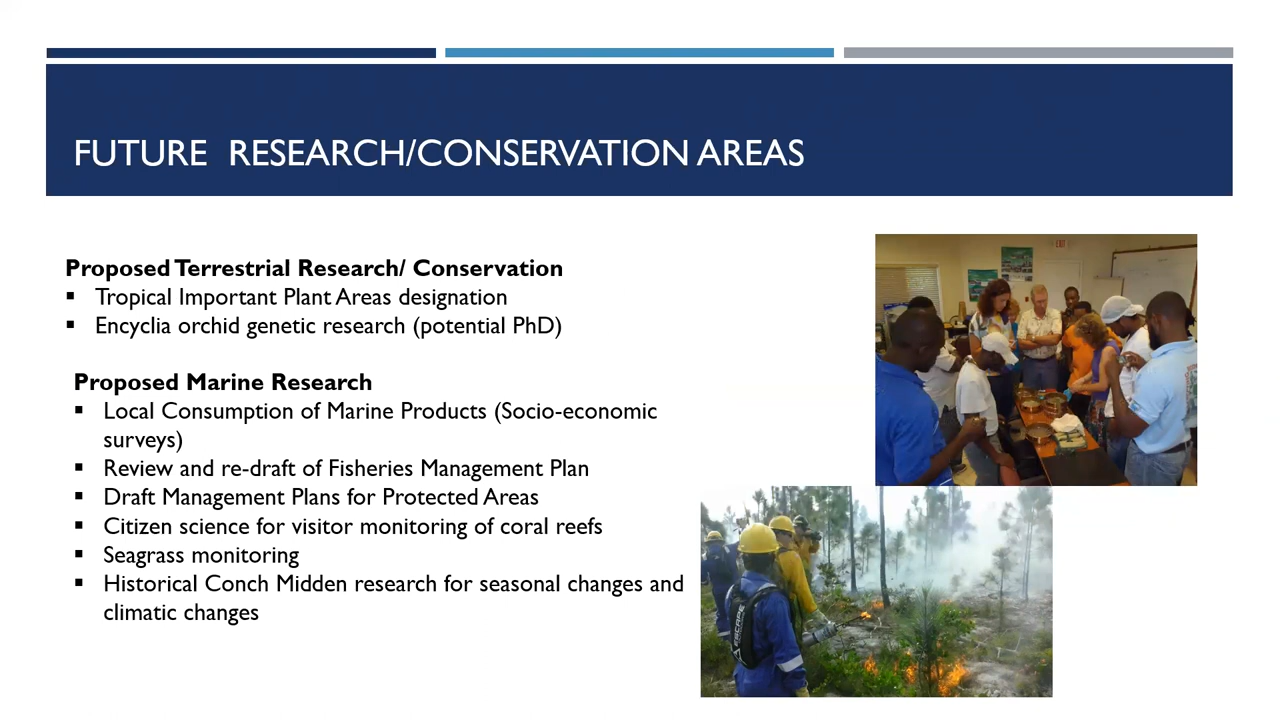 FUTURE RESEARCH/CONSERVATION AREAS
Proposed Terrestrial Research/ Conservation
▪ Tropical Important Plant Areas designation
▪ Encyclia orchid genetic research (potential PhD)
Proposed Marine Research
▪ Local Consumption of Marine Products (Socio-economic
surveys)
▪ Review and re-draft of Fisheries Management Plan
▪ Draft Management Plans for Protected Areas
▪ Citizen science for visitor monitoring of coral reefs
▪ Seagrass monitoring
▪ Historical Conch Midden research for seasonal changes and
climatic changes
EXIT
ESCAPE